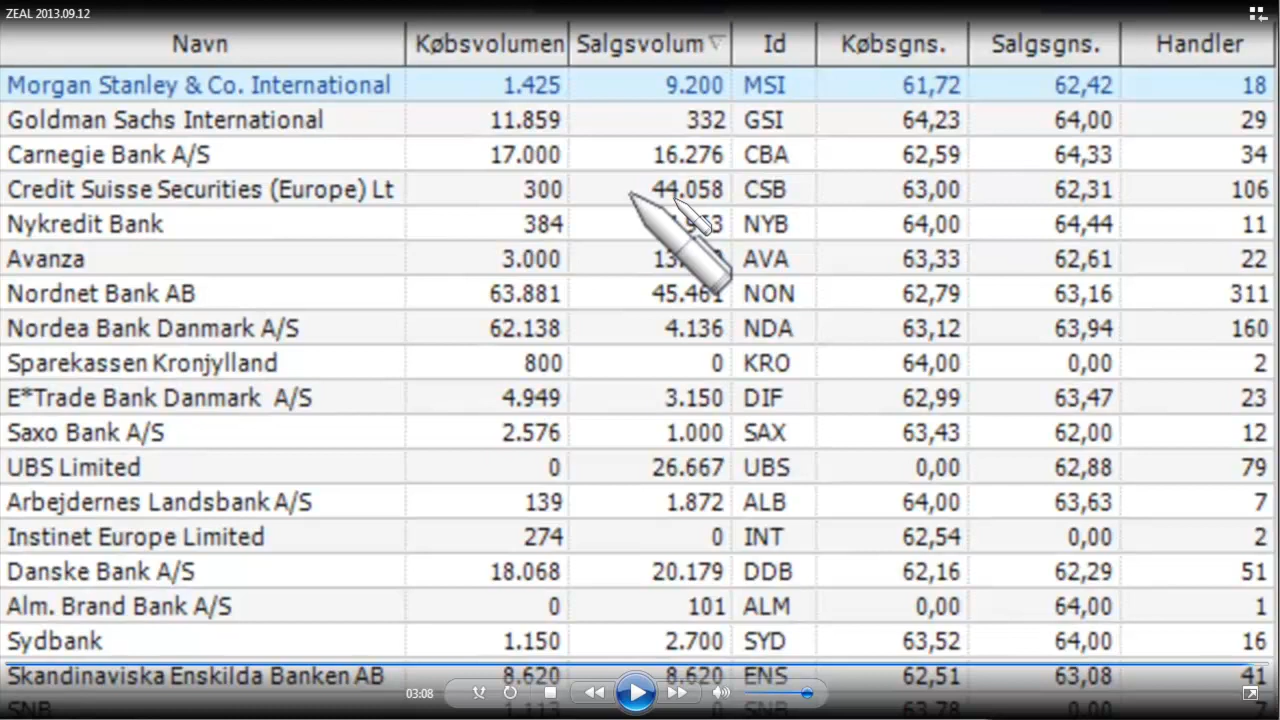 ZEAL 2013.09.12
Navn Købsvolumen Salgsvolum Id Købsgns. Salgsgns. Handler
Morgan Stanley & Co. International 1.425 9.200 MSI 61,72 62,42 18
Goldman Sachs International 11.859 332 GSI 64,23 64,00 29
Carnegie Bank A/S 17.000 16.276 CBA 62,59 64,33 34
Credit Suisse Securities (Europe) Lt 300 44.058 CSB 63,00 62,31 106
Nykredit Bank 384 NYB 64,00 64,44 11
Avanza 3.000 AVA 63,33 62,61 22
Nordnet Bank AB 63.881 45.461 NON 62,79 63,16 311
Nordea Bank Danmark A/S 62.138 4.136 NDA 63,12 63,94 160
Sparekassen Kronjylland 800 0 KRO 64,00 0,00 2
E*Trade Bank Danmark A/S 4.949 3.150 DIF 62,99 63,47 23
Saxo Bank A/S 2.576 1.000 SAX 63,43 62,00 12
UBS Limited 0 26.667 UBS 0,00 62,88 79
Arbejdernes Landsbank A/S 139 1.872 ALB 64,00 63,63 7
Instinet Europe Limited 274 0 INT 62,54 0,00 2
Danske Bank A/S 18.068 20.179 DDB 62,16 62,29 51
Alm. Brand Bank A/S 0 101 ALM 0,00 64,00 1
Sydbank 1.150 2.700 SYD 63,52 64,00 16
Skandinaviska Enskilda Banken AB 8.620 8.620 ENS 62,51 63,08 41
03:08
SNB 1.113 0 SNB 63,78 0,00 7